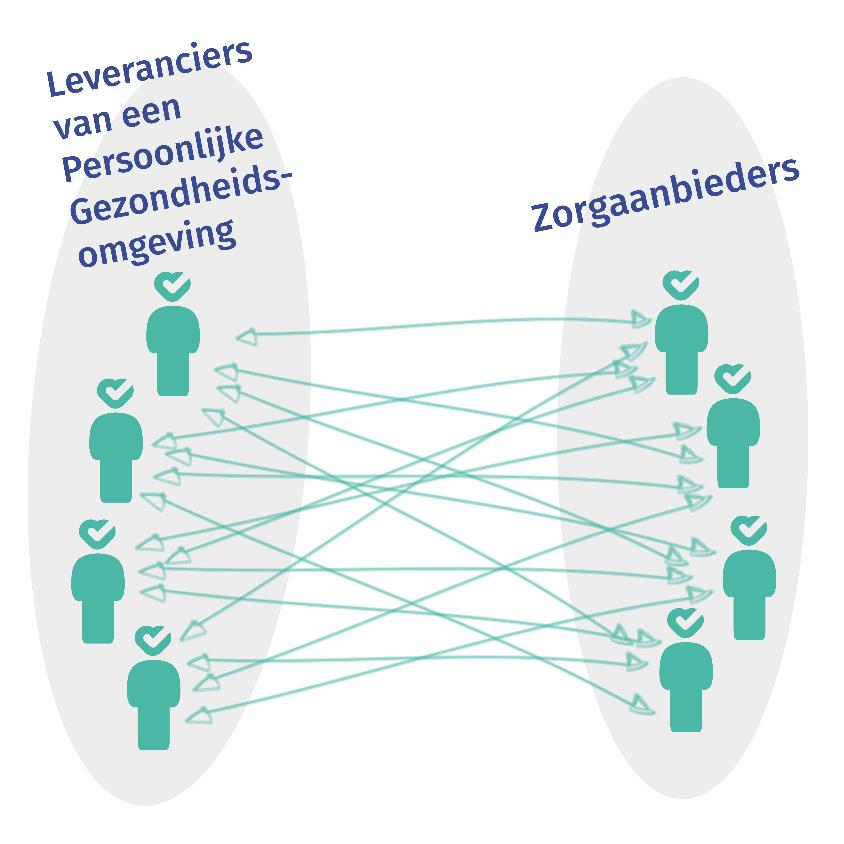 Leveranciers
van een
Persoonlijke
Gezondheids-
omgeving
Zorgaanbieders